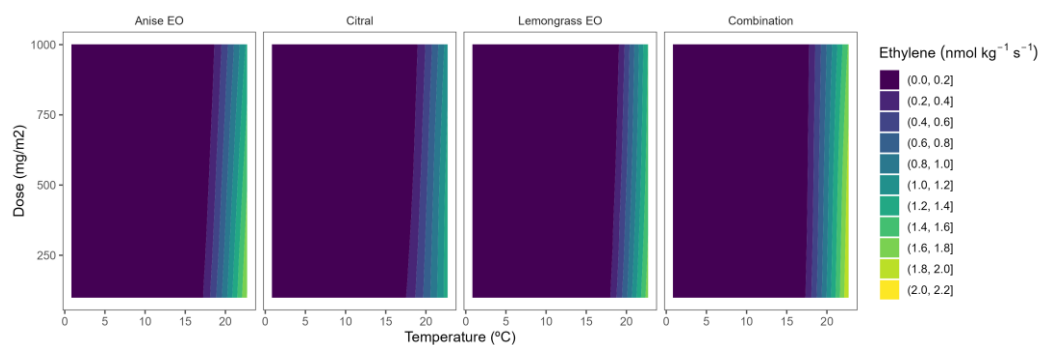 Anise EO
Citral
Lemongrass EO
Combination
Dose (mg/m2)
1000
750
500
250
0 5 10 15 20
0 5 10 15 20
0 5 10 15 20
0 5 10 15 20
Temperature (ºC)
Ethylene (nmol kg⁻¹ s⁻¹)
(0.0, 0.2]
(0.2, 0.4]
(0.4, 0.6]
(0.6, 0.8]
(0.8, 1.0]
(1.0, 1.2]
(1.2, 1.4]
(1.4, 1.6]
(1.6, 1.8]
(1.8, 2.0]
(2.0, 2.2]